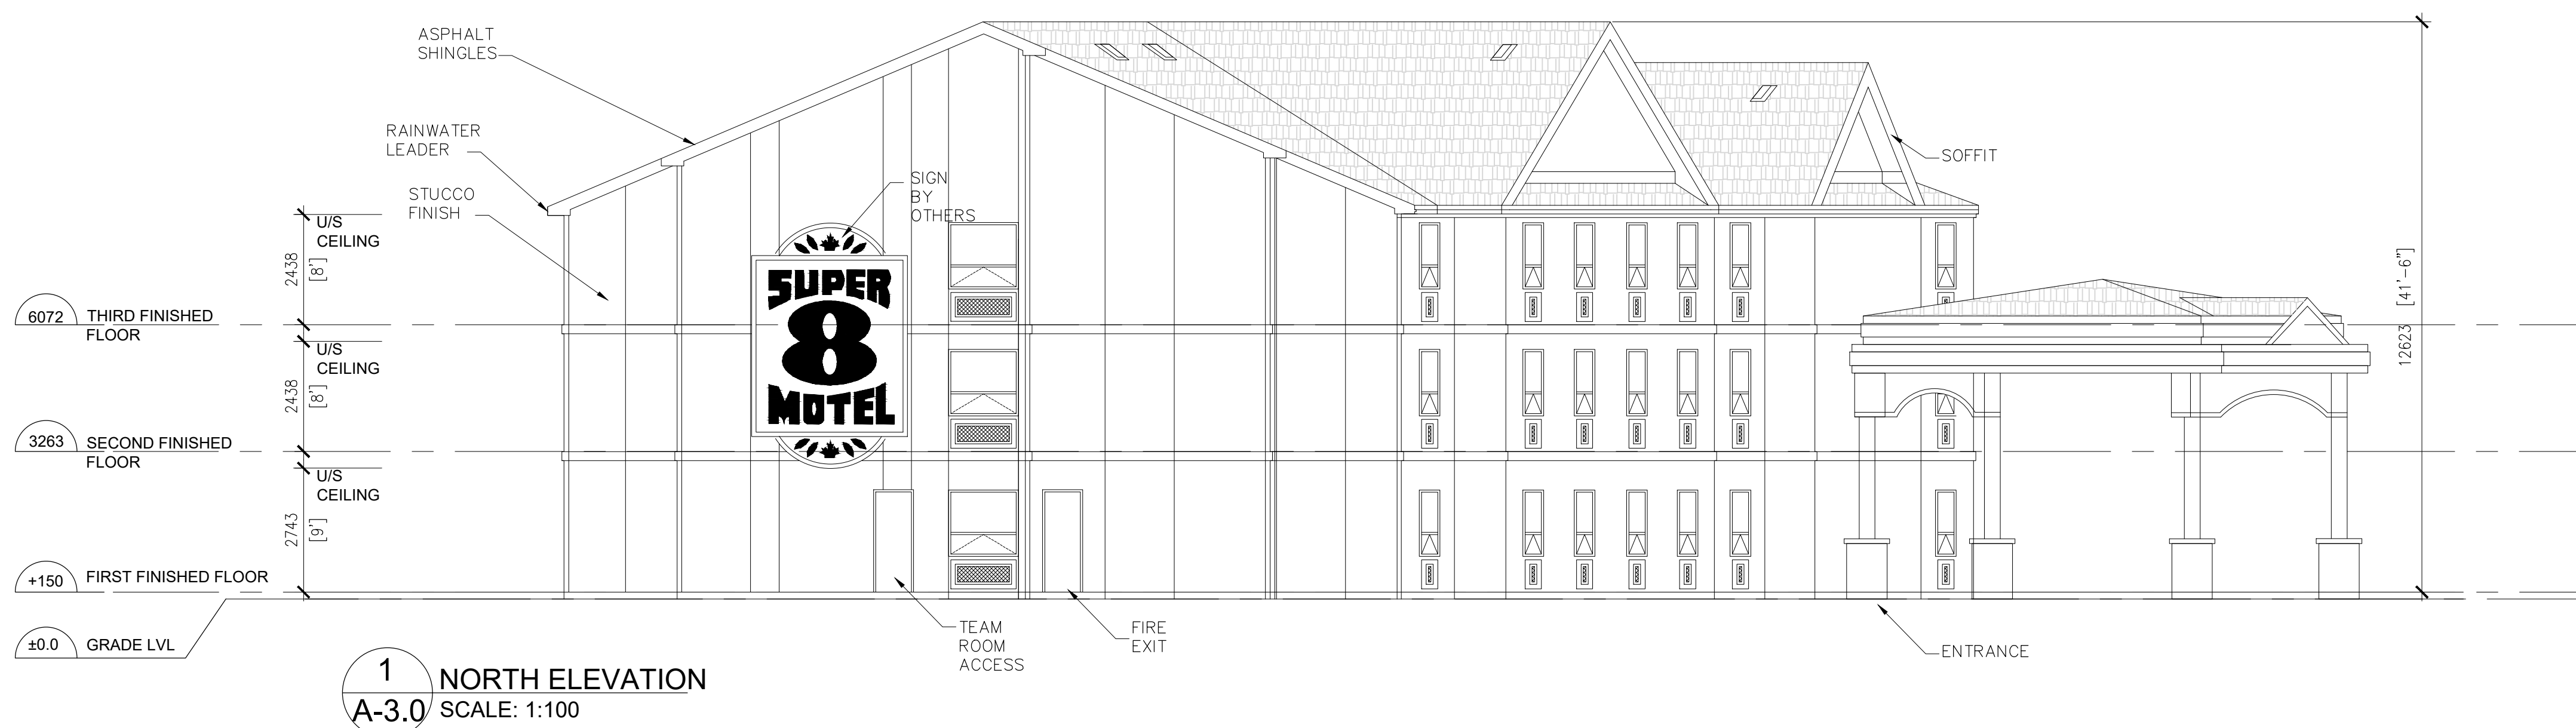 ASPHALT
SHINGLES
RAINWATER
LEADER
STUCCO
FINISH
SIGN
BY
OTHERS
SOFFIT
U/S
CEILING
2438
[8']
6072
THIRD FINISHED
FLOOR
U/S
CEILING
2438
[8']
3263
SECOND FINISHED
FLOOR
U/S
CEILING
2743
[9']
+150
FIRST FINISHED FLOOR
±0.0
GRADE LVL
SUPER
8
MOTEL
12623 [41'-6"]
TEAM
ROOM
ACCESS
FIRE
EXIT
ENTRANCE
1
A-3.0
NORTH ELEVATION
SCALE: 1:100